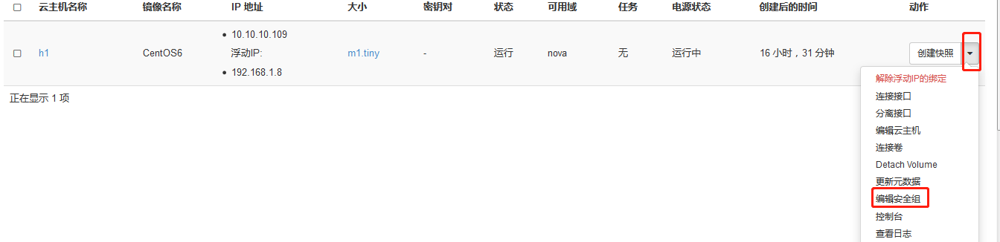 云主机名称 镜像名称 IP 地址 大小 密钥对 状态 可用域 任务 电源状态 创建后的时间 动作
10.10.10.109
h1 CentOS6 浮动IP: m1.tiny - 运行 nova 无 运行中 16 小时，31 分钟 创建快照
192.168.1.8
解除浮动IP的绑定
正在显示 1 项
连接接口
分离接口
编辑云主机
连接卷
Detach Volume
更新元数据
编辑安全组
控制台
查看日志